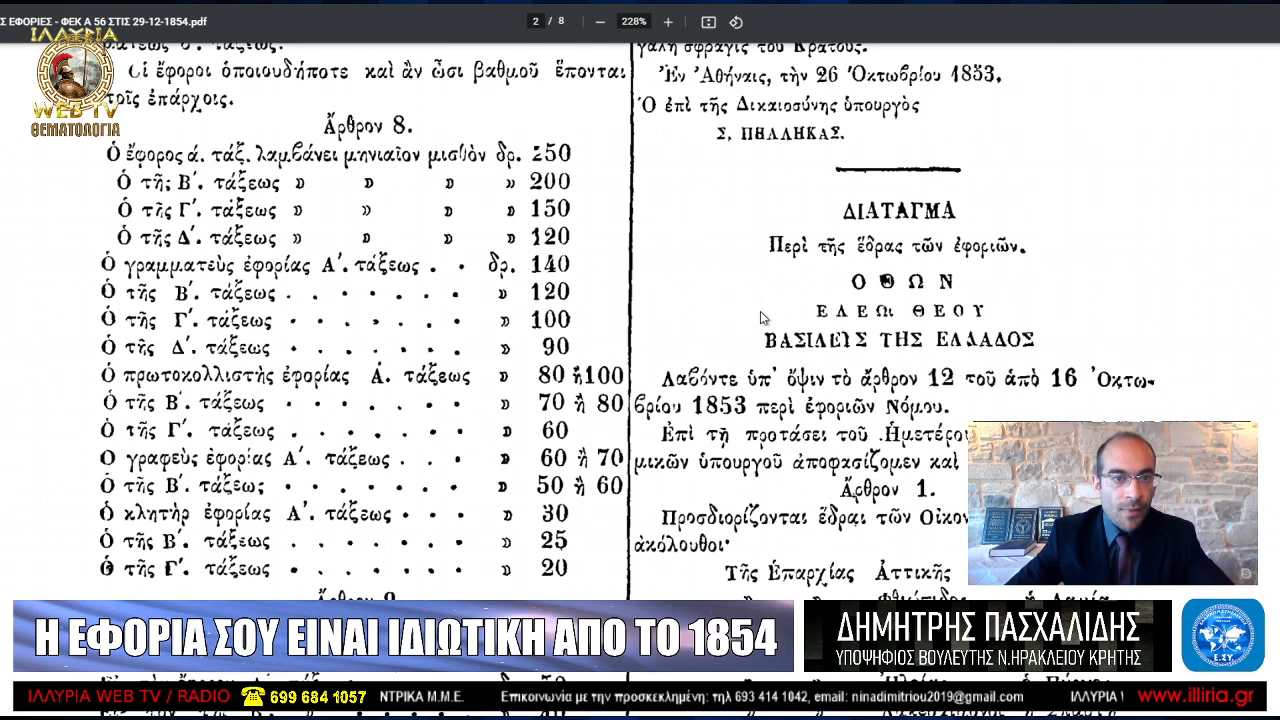 Σ ΕΦΟΡΙΕΣ - ΦΕΚ Α 56 ΣΤΙΣ 29-12-1854.pdf
2 / 8
228%
ΙΛΛΥΡΙΑ
WEB TV
ΘΕΜΑΤΟΛΟΓΙΑ
Οἱ ἔφοροι ὁποιουδήποτε καὶ ἂν ὦσι βαθμοῦ ἕπονται
τοῖς ἐπάρχοις.
Ἄρθρον 8.
Ὁ ἔφορος ά. τάξ. λαμβάνει μηνιαῖον μισθὸν δρ. 250
Ὁ τῆς Β΄. τάξεως » » » » 200
Ὁ τῆς Γ΄. τάξεως » » » » 150
Ὁ τῆς Δ΄. τάξεως » » » » 120
Ὁ γραμματεὺς ἐφορίας Α΄. τάξεως . . δρ. 140
Ὁ τῆς Β΄. τάξεως . . . . . . . » 120
Ὁ τῆς Γ΄. τάξεως . . . . . . . » 100
Ὁ τῆς Δ΄. τάξεως . . . . . . . » 90
Ὁ πρωτοκολλιστὴς ἐφορίας Ά. τάξεως » 80 ἢ 100
Ὁ τῆς Β΄. τάξεως . . . . . . . » 70 ἢ 80
Ὁ τῆς Γ΄. τάξεως . . . . . . . » 60
Ὁ γραφεὺς ἐφορίας Α΄. τάξεως . . . » 60 ἢ 70
Ὁ τῆς Β΄. τάξεως . . . . . . . » 50 ἢ 60
Ὁ κλητὴρ ἐφορίας Α΄. τάξεως . . . » 30
Ὁ τῆς Β΄. τάξεως . . . . . . . » 25
Ὁ τῆς Γ΄. τάξεως . . . . . . . » 20
γάλη σφραγὶς τοῦ Κράτους.
Ἐν Ἀθήναις, τὴν 26 Ὀκτωβρίου 1853.
Ὁ ἐπὶ τῆς Δικαιοσύνης ὑπουργὸς
Σ. ΠΗΛΛΗΚΑΣ.
ΔΙΑΤΑΓΜΑ
Περὶ τῆς ἕδρας τῶν ἐφοριῶν.
ΟΘΩΝ
ΕΛΕΩι ΘΕΟΥ
ΒΑΣΙΛΕΥΣ ΤΗΣ ΕΛΛΑΔΟΣ
Λαβόντε ὑπ' ὄψιν τὸ ἄρθρον 12 τοῦ ἀπὸ 16 Ὀκτω-
βρίου 1853 περὶ ἐφοριῶν Νόμου.
Ἐπὶ τῇ προτάσει τοῦ Ἡμετέρου
μικῶν ὑπουργοῦ ἀποφασίζομεν καὶ
Ἄρθρον 1.
Προσδιορίζονται ἕδραι τῶν Οἰκον
ἀκόλουθοι·
Τῆς Ἐπαρχίας Ἀττικῆς
Η ΕΦΟΡΙΑ ΣΟΥ ΕΙΝΑΙ ΙΔΙΩΤΙΚΗ ΑΠΟ ΤΟ 1854
ΔΗΜΗΤΡΗΣ ΠΑΣΧΑΛΙΔΗΣ
ΥΠΟΨΗΦΙΟΣ ΒΟΥΛΕΥΤΗΣ Ν.ΗΡΑΚΛΕΙΟΥ ΚΡΗΤΗΣ
Ε.ΣΥ
ΙΛΛΥΡΙΑ WEB TV / RADIO
699 684 1057
ΝΤΡΙΚΑ Μ.Μ.Ε.
Επικοινωνία με την προσκεκλημένη: τηλ 693 414 1042, email: ninadimitriou2019@gmail.com
ΙΛΛΥΡΙΑ
www.illiria.gr